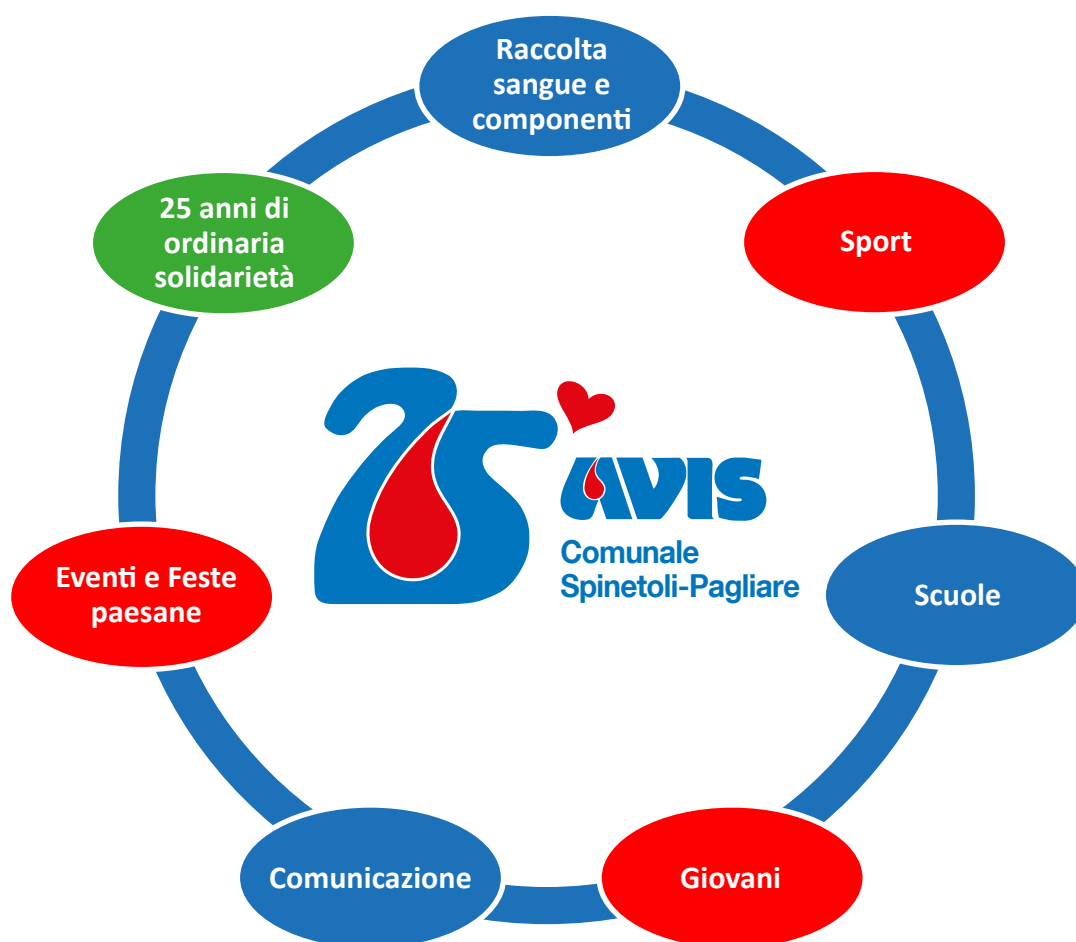 Raccolta
sangue e
componenti
Sport
Scuole
Giovani
Comunicazione
Eventi e Feste
paesane
25 anni di
ordinaria
solidarietà
25
AVIS
Comunale
Spinetoli-Pagliare